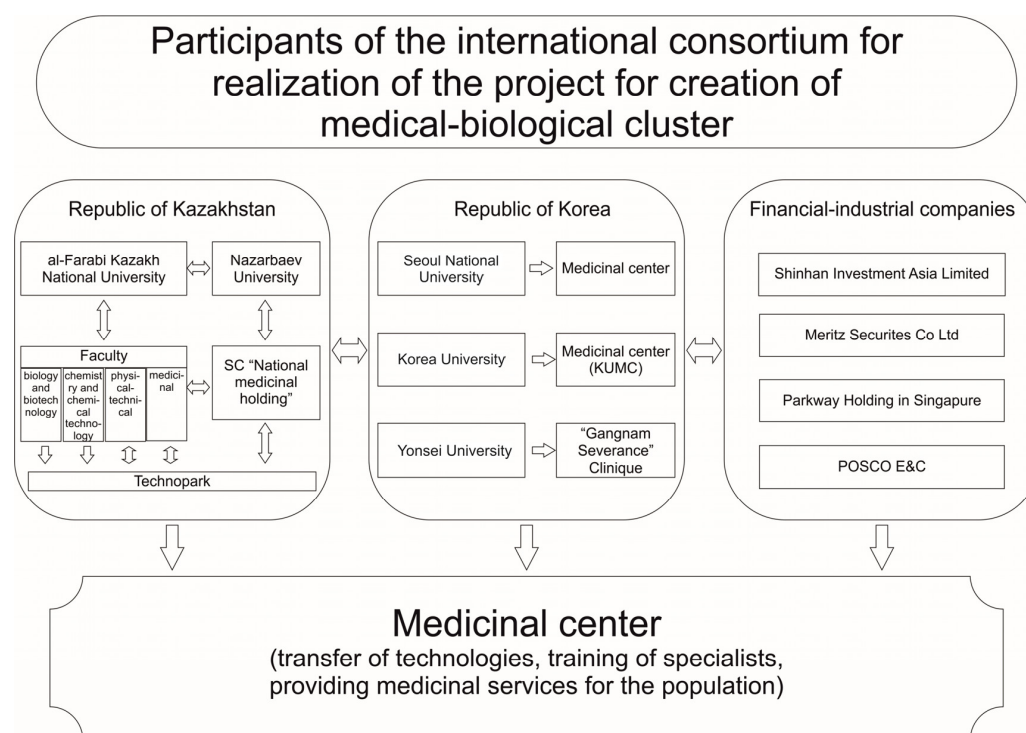 Participants of the international consortium for
realization of the project for creation of
medical-biological cluster
Republic of Kazakhstan
al-Farabi Kazakh
National University
Nazarbaev
University
Faculty
biology
and
biotech
nology
chemist
ry and
chemi-
cal
techno-
logy
physi-
cal-
techni-
cal
medici-
nal
SC “National
medicinal
holding”
Technopark
Republic of Korea
Seoul National
University
Medicinal center
Korea University
Medicinal center
(KUMC)
Yonsei University
“Gangnam
Severance”
Clinique
Financial-industrial companies
Shinhan Investment Asia Limited
Meritz Securites Co Ltd
Parkway Holding in Singapure
POSCO E&C
Medicinal center
(transfer of technologies, training of specialists,
providing medicinal services for the population)